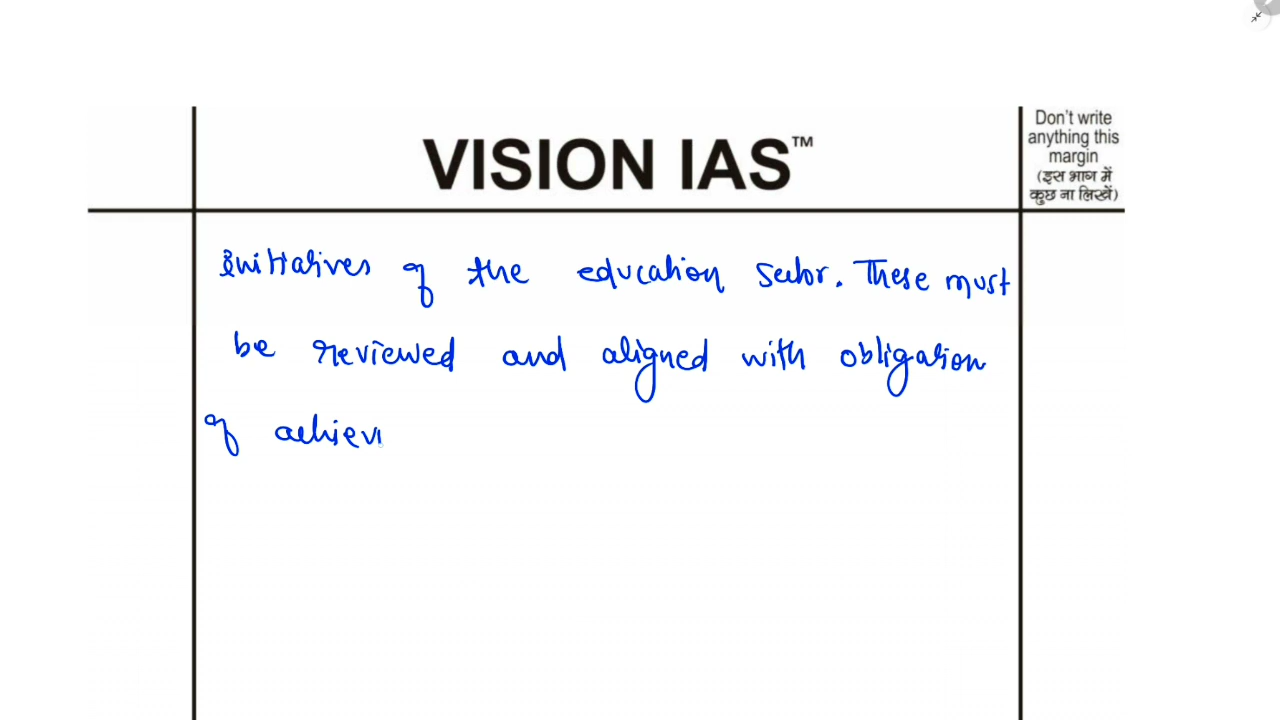 VISION IAS™
Don't write
anything this
margin
(इस भाग में
कुछ ना लिखें)
Initiatives of the education sector. These must
be reviewed and aligned with obligation
of achiev